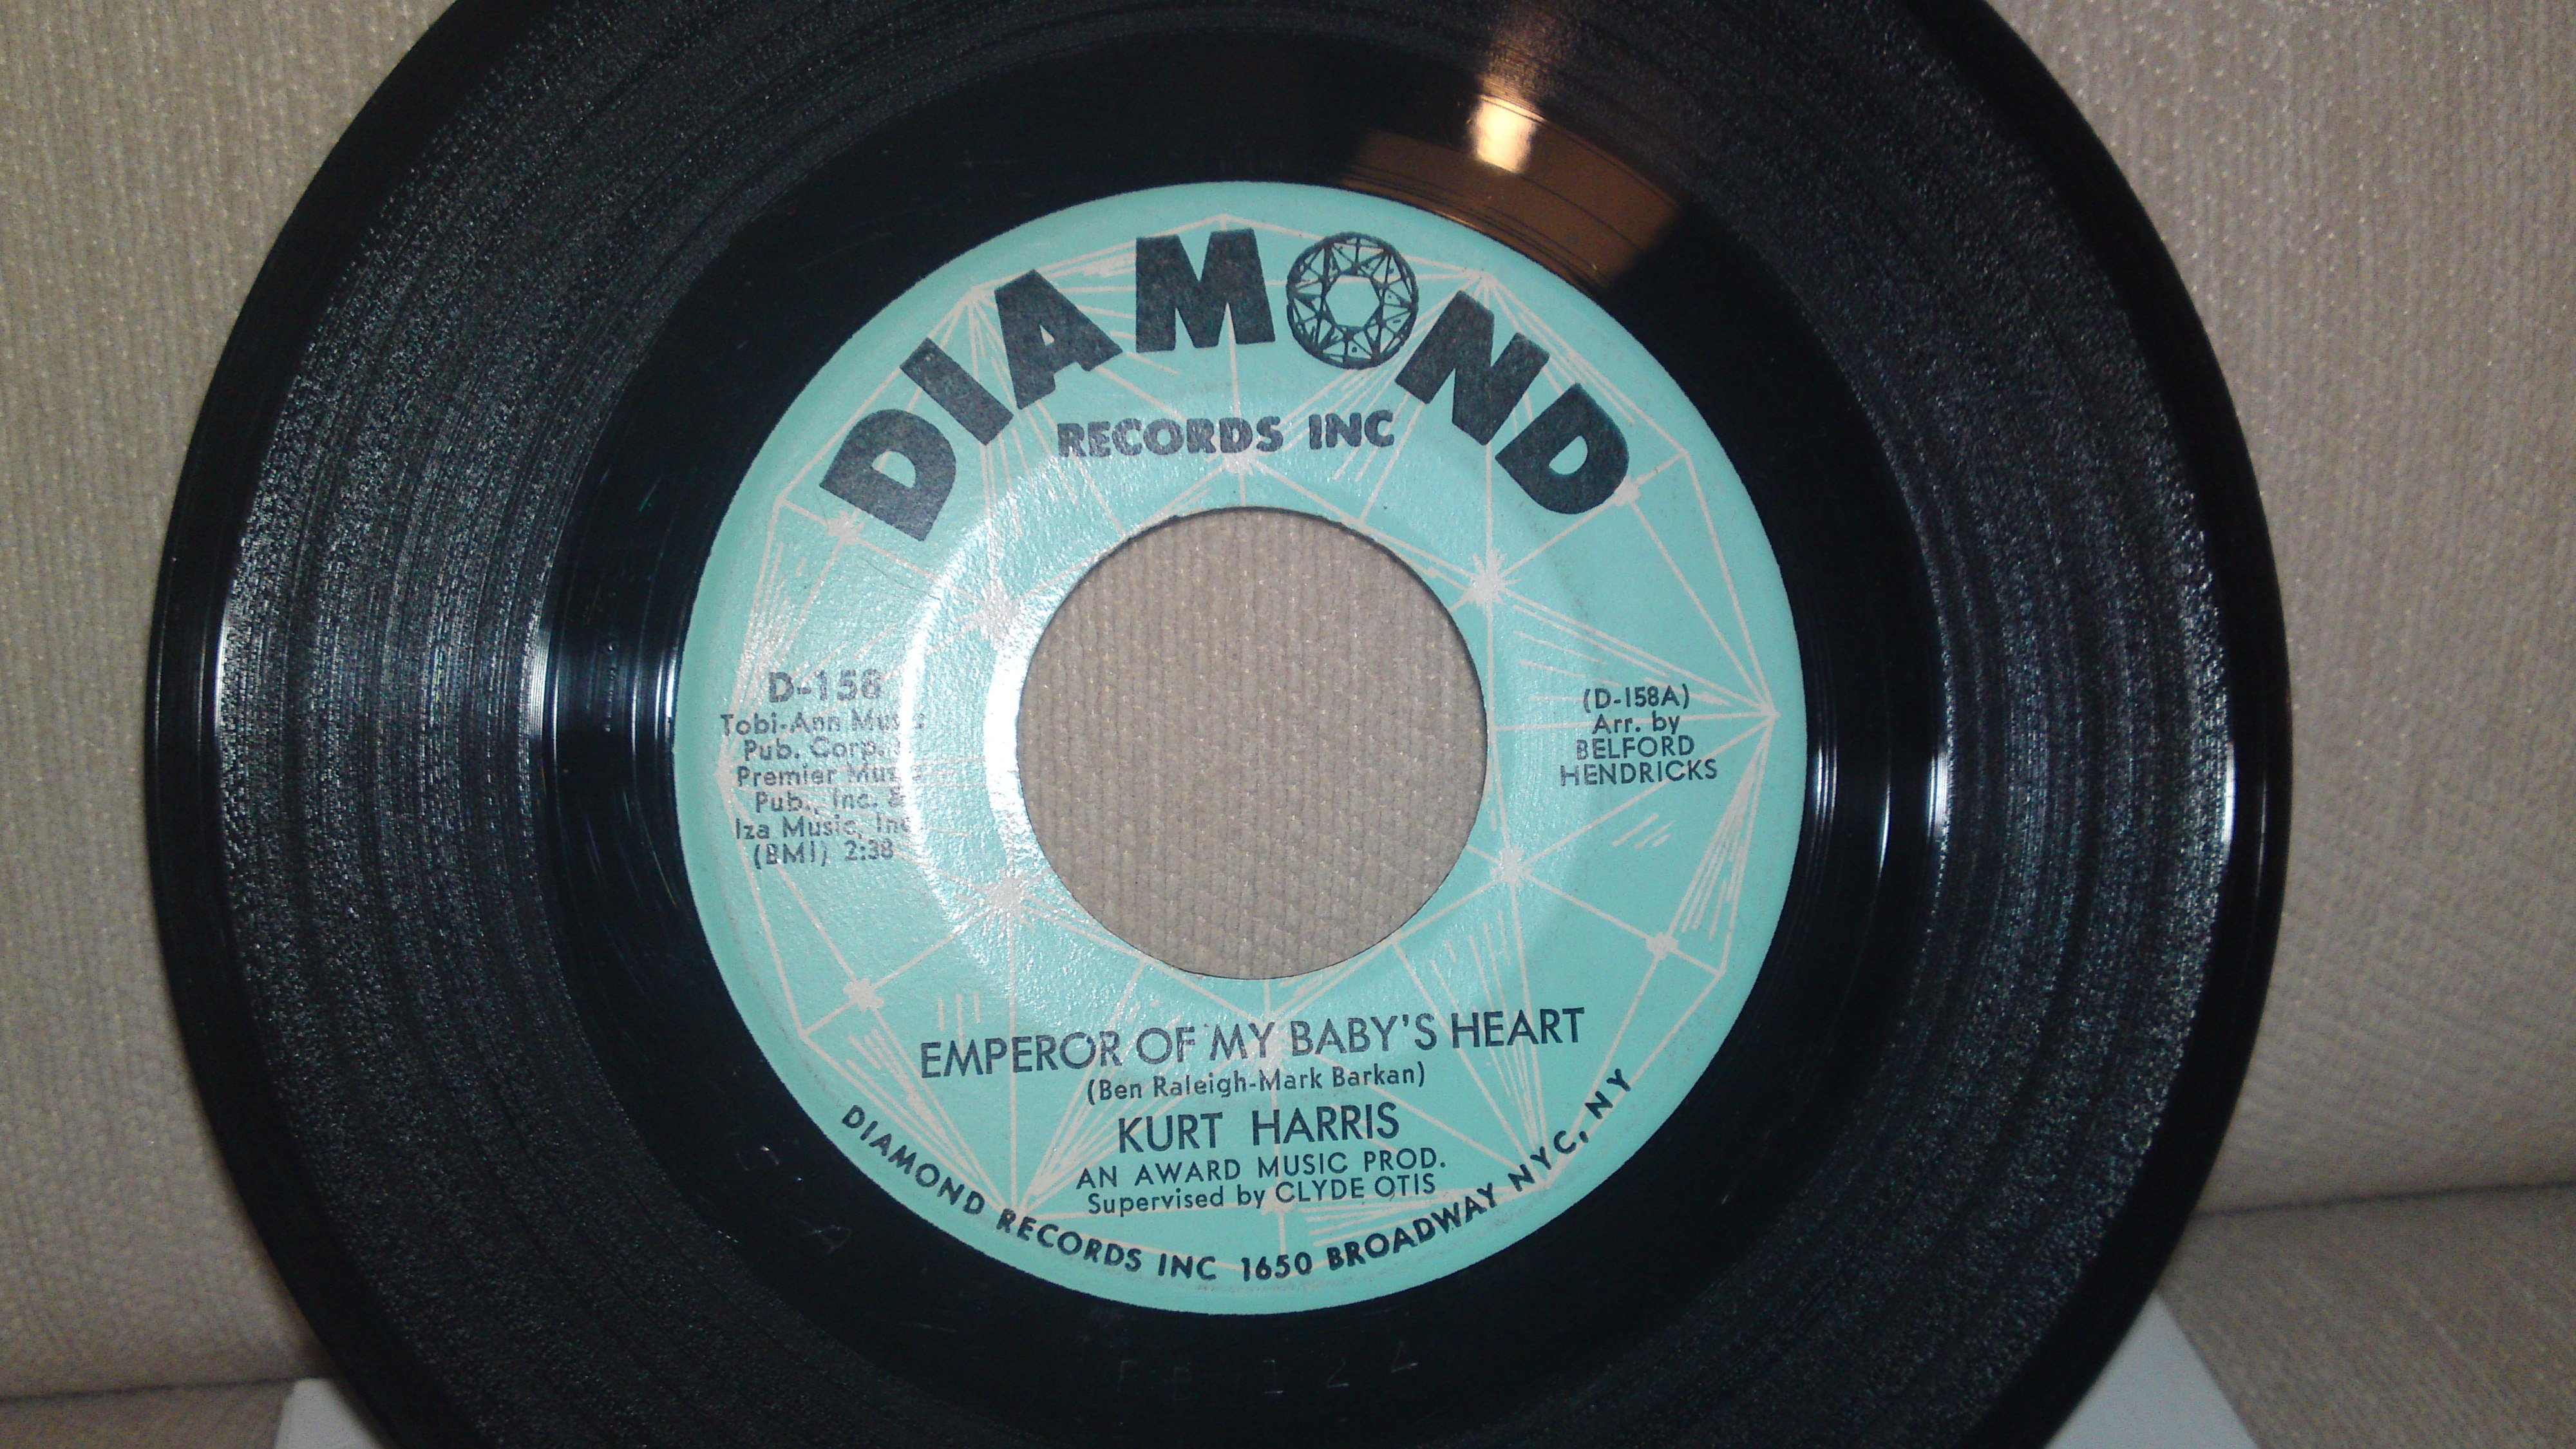 DIAMOND
RECORDS INC
D-158
Tobi-Ann Music
Pub. Corp.,
Premier Music
Pub., Inc. &
Iza Music, Inc
(BMI) 2:38
(D-158A)
Arr. by
BELFORD
HENDRICKS
EMPEROR OF MY BABY'S HEART
(Ben Raleigh-Mark Barkan)
KURT HARRIS
AN AWARD MUSIC PROD.
Supervised by CLYDE OTIS
DIAMOND RECORDS INC 1650 BROADWAY NYC, NY